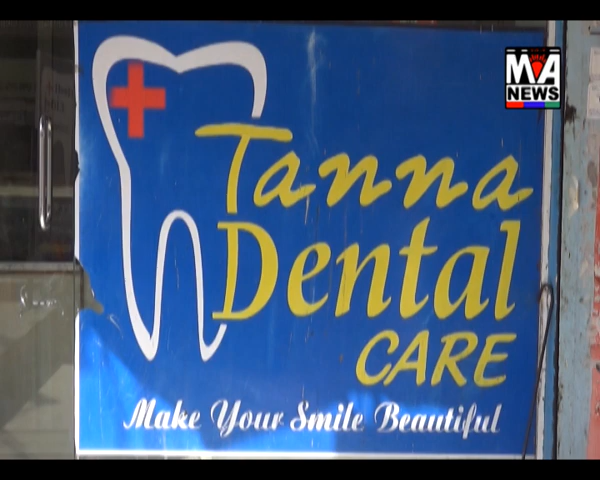 MA
NEWS
Tanna
Dental
CARE
Make Your Smile Beautiful